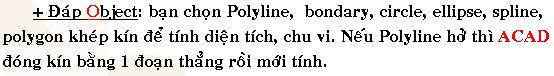 + Đáp Object: bạn chọn Polyline, bondary, circle, ellipse, spline,
polygon khép kín để tính diện tích, chu vi. Nếu Polyline hở thì ACAD
đóng kín bằng 1 đoạn thẳng rồi mới tính.